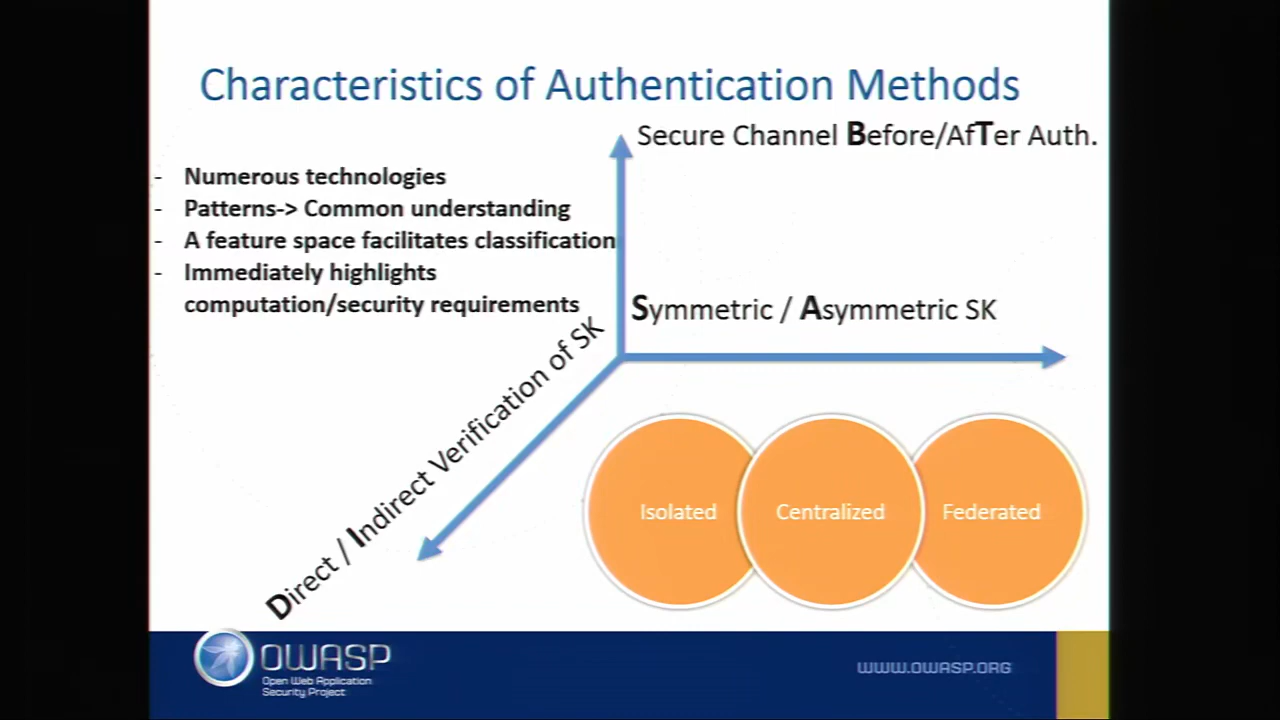 Characteristics of Authentication Methods
Secure Channel Before/AfTer Auth.
- Numerous technologies
- Patterns-> Common understanding
- A feature space facilitates classification
- Immediately highlights
computation/security requirements
Symmetric / Asymmetric SK
Direct / Indirect Verification of SK
Isolated
Centralized
Federated
OWASP
Open Web Application
Security Project
WWW.OWASP.ORG